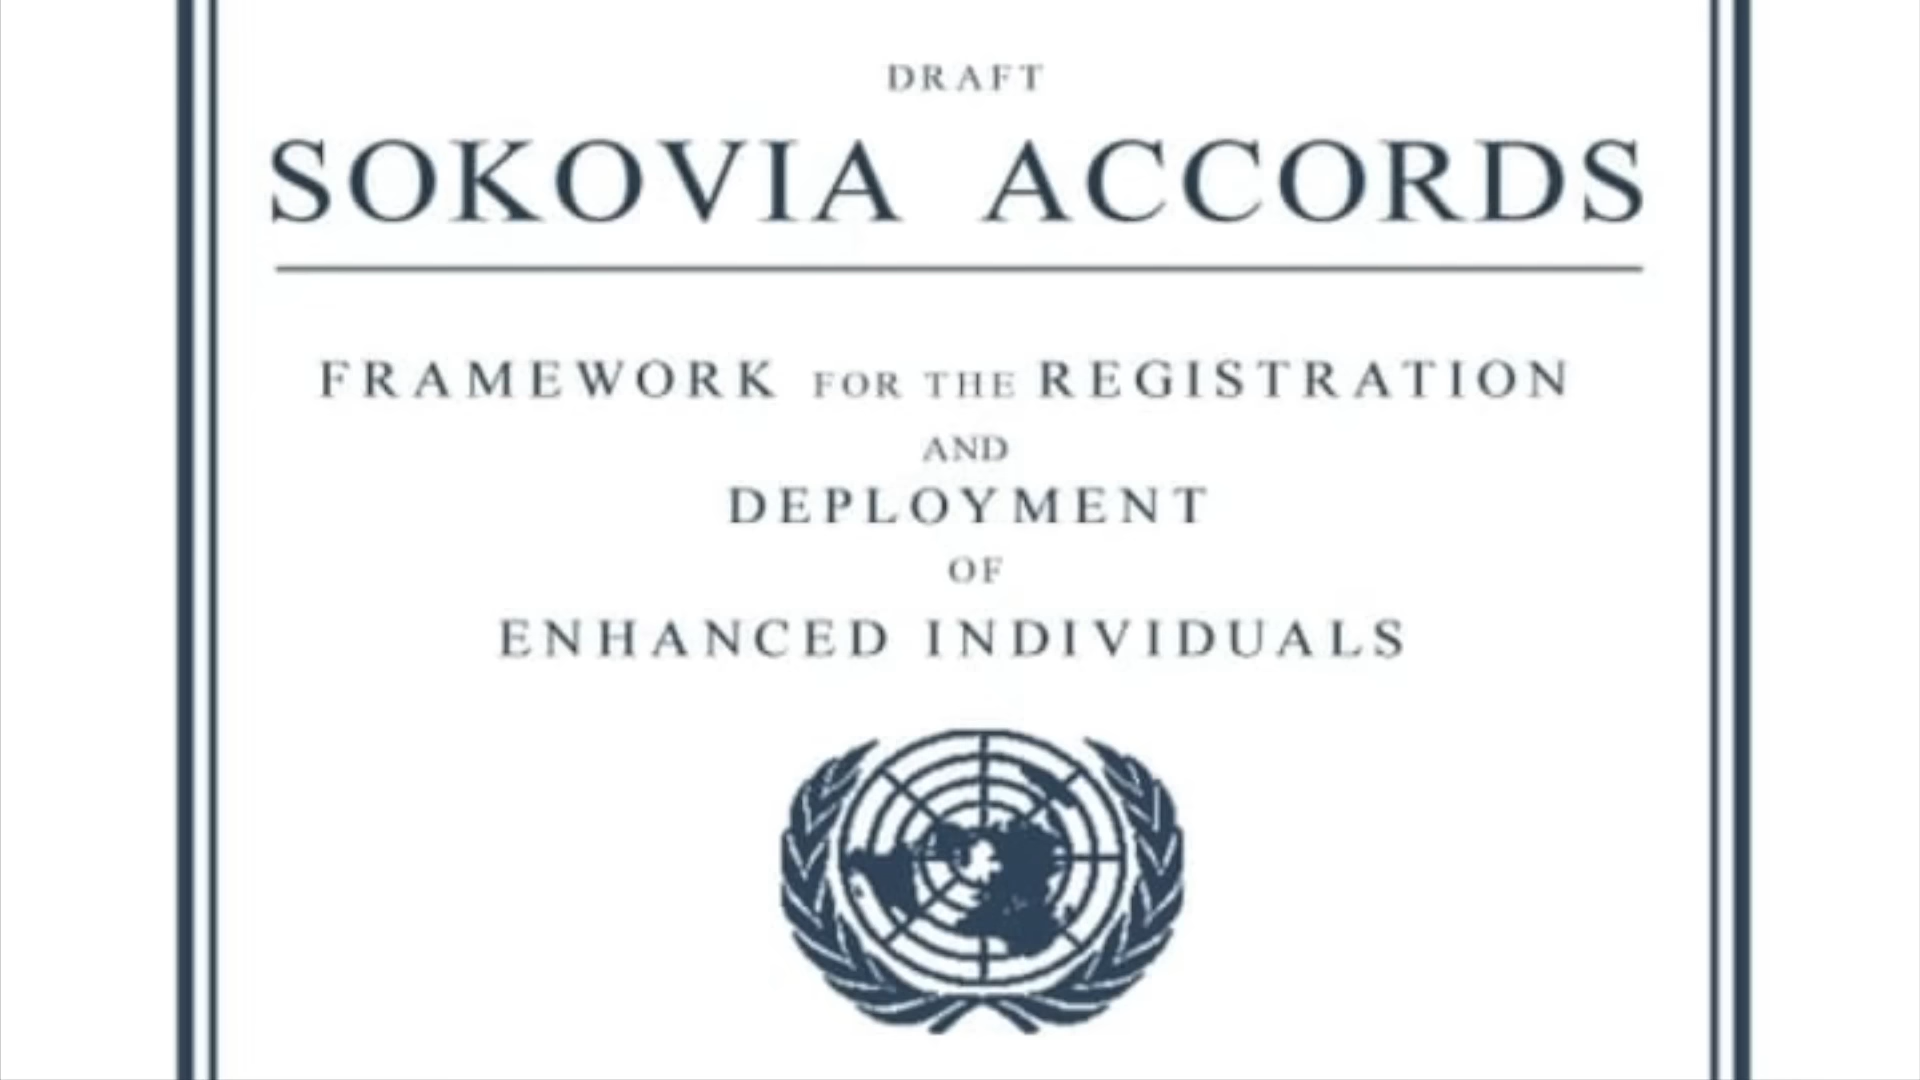 DRAFT
SOKOVIA ACCORDS
FRAMEWORK FOR THE REGISTRATION
AND
DEPLOYMENT
OF
ENHANCED INDIVIDUALS